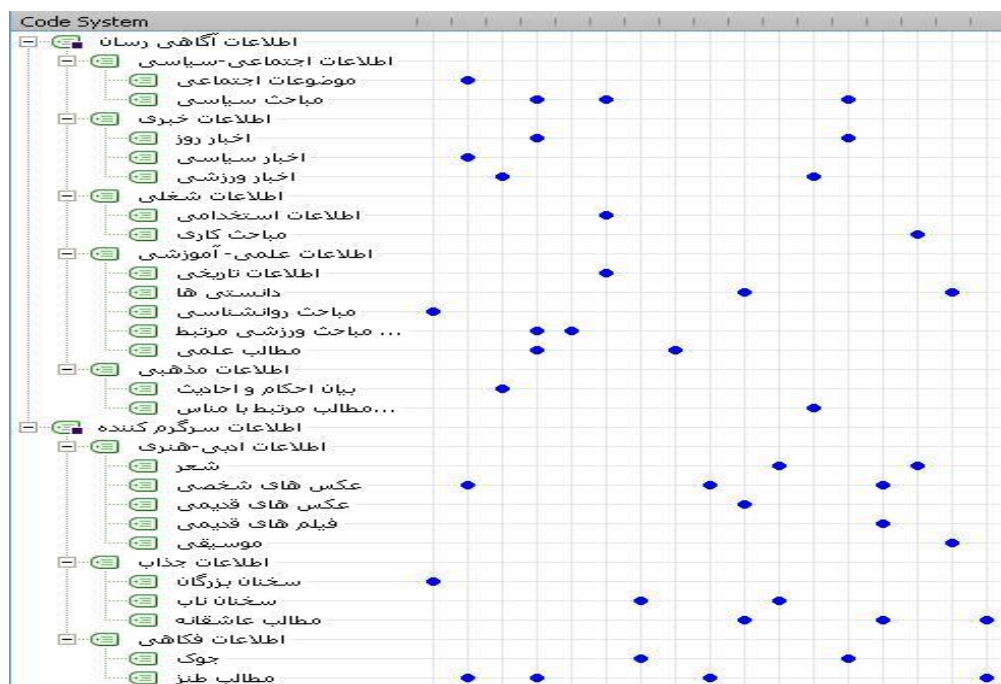 Code System
اطلاعات آگاهی رسان
اطلاعات اجتماعی-سیاسی
موضوعات اجتماعی
مباحث سیاسی
اطلاعات خبری
اخبار روز
اخبار سیاسی
اخبار ورزشی
اطلاعات شغلی
اطلاعات استخدامی
مباحث کاری
اطلاعات علمی- آموزشی
اطلاعات تاریخی
دانستی ها
مباحث روانشناسی
مباحث ورزشی مرتبط ...
مطالب علمی
اطلاعات مذهبی
بیان احکام و احادیث
مطالب مرتبط با مناس...
اطلاعات سرگرم کننده
اطلاعات ادبی-هنری
شعر
عکس های شخصی
عکس های قدیمی
فیلم های قدیمی
موسیقی
اطلاعات جذاب
سخنان بزرگان
سخنان ناب
مطالب عاشقانه
اطلاعات فکاهی
جوک
مطالب طنز